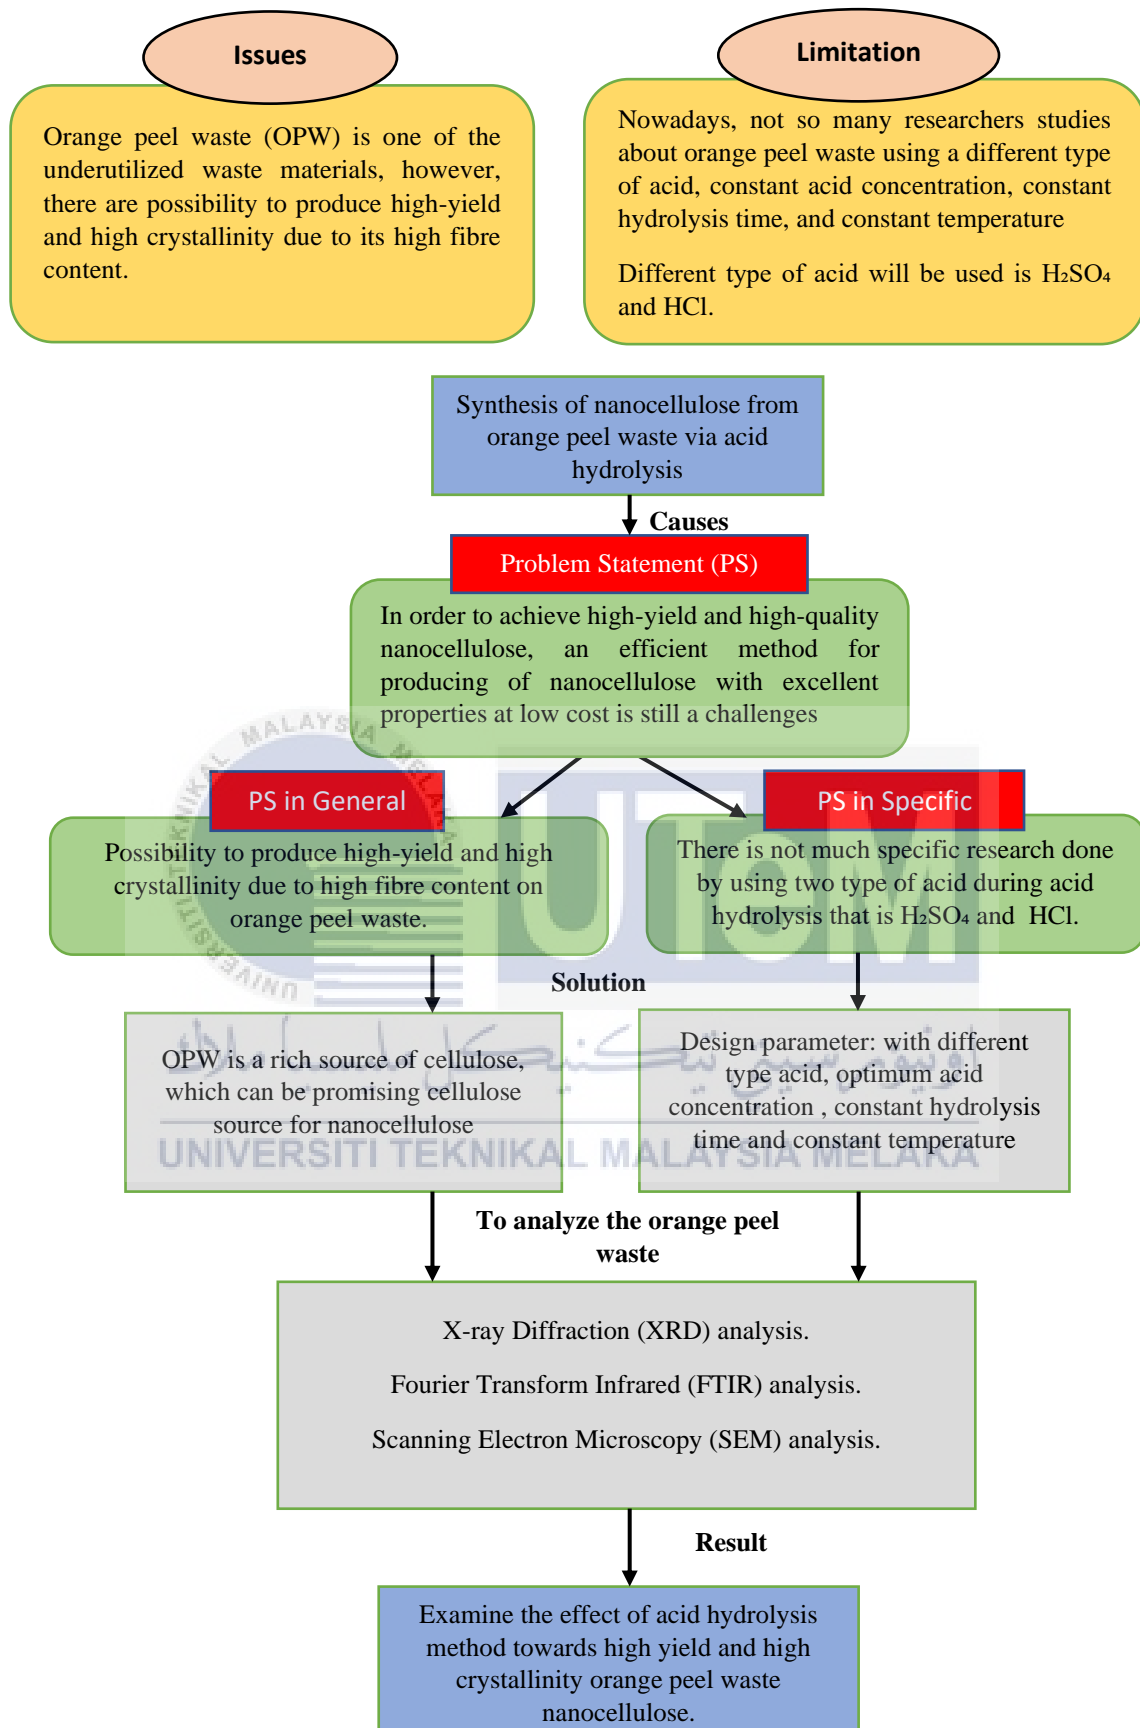 Issues
Orange peel waste (OPW) is one of the
underutilized waste materials, however,
there are possibility to produce high-yield
and high crystallinity due to its high fibre
content.
Limitation
Nowadays, not so many researchers studies
about orange peel waste using a different type
of acid, constant acid concentration, constant
hydrolysis time, and constant temperature
Different type of acid will be used is H₂SO₄
and HCl.
Synthesis of nanocellulose from
orange peel waste via acid
hydrolysis
Causes
Problem Statement (PS)
In order to achieve high-yield and high-quality
nanocellulose, an efficient method for
producing of nanocellulose with excellent
properties at low cost is still a challenges
PS in General
Possibility to produce high-yield and high
crystallinity due to high fibre content on
orange peel waste.
PS in Specific
There is not much specific research done
by using two type of acid during acid
hydrolysis that is H₂SO₄ and HCl.
Solution
OPW is a rich source of cellulose,
which can be promising cellulose
source for nanocellulose
Design parameter: with different
type acid, optimum acid
concentration , constant hydrolysis
time and constant temperature
To analyze the orange peel
waste
X-ray Diffraction (XRD) analysis.
Fourier Transform Infrared (FTIR) analysis.
Scanning Electron Microscopy (SEM) analysis.
Result
Examine the effect of acid hydrolysis
method towards high yield and high
crystallinity orange peel waste
nanocellulose.
UNIVERSITI TEKNIKAL MALAYSIA MELAKA
UTeM
اونيۏرسيتي تيكنيكل مليسيا ملاك
UNIVERSITI TEKNIKAL MALAYSIA MELAKA